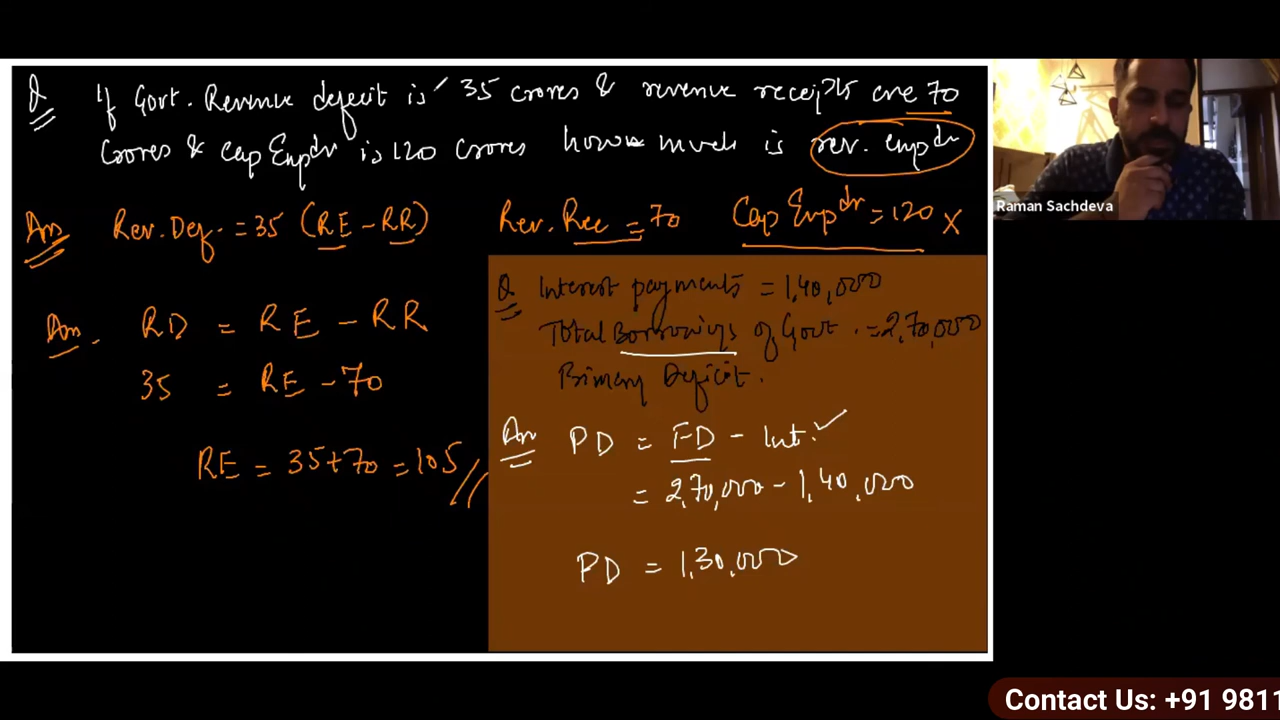 Q If Govt. Revenue deficit is 35 crores & revenue receipts are 70
Crores & Cap Expdr is 120 Crores how much is rev. expdr
Ans Rev. Def. = 35 (RE - RR) Rev. Rec = 70 Cap Expdr = 120 X
Ans. RD = RE - RR
35 = RE - 70
RE = 35+70 = 105 //
Q Interest payments = 1,40,000
Total Borrowings of Govt. = 2,70,000
Primary Deficit.
Ans PD = FD - Int.
= 2,70,000 - 1,40,000
PD = 1,30,000
Raman Sachdeva
Contact Us: +91 9811